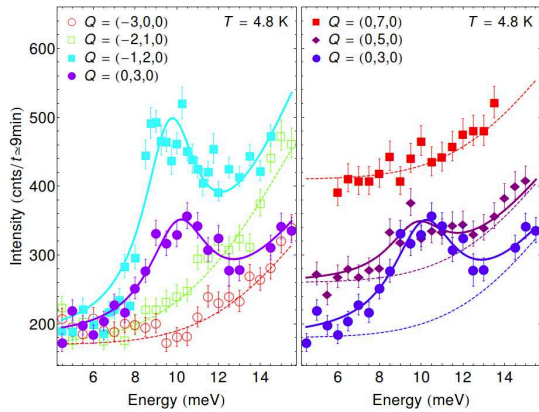 Q = (−3,0,0) T = 4.8 K
Q = (−2,1,0)
Q = (−1,2,0)
Q = (0,3,0)
Q = (0,7,0) T = 4.8 K
Q = (0,5,0)
Q = (0,3,0)
Intensity (cnts/t≃9min)
600
500
400
300
200
6 8 10 12 14
6 8 10 12 14
Energy (meV)
Energy (meV)